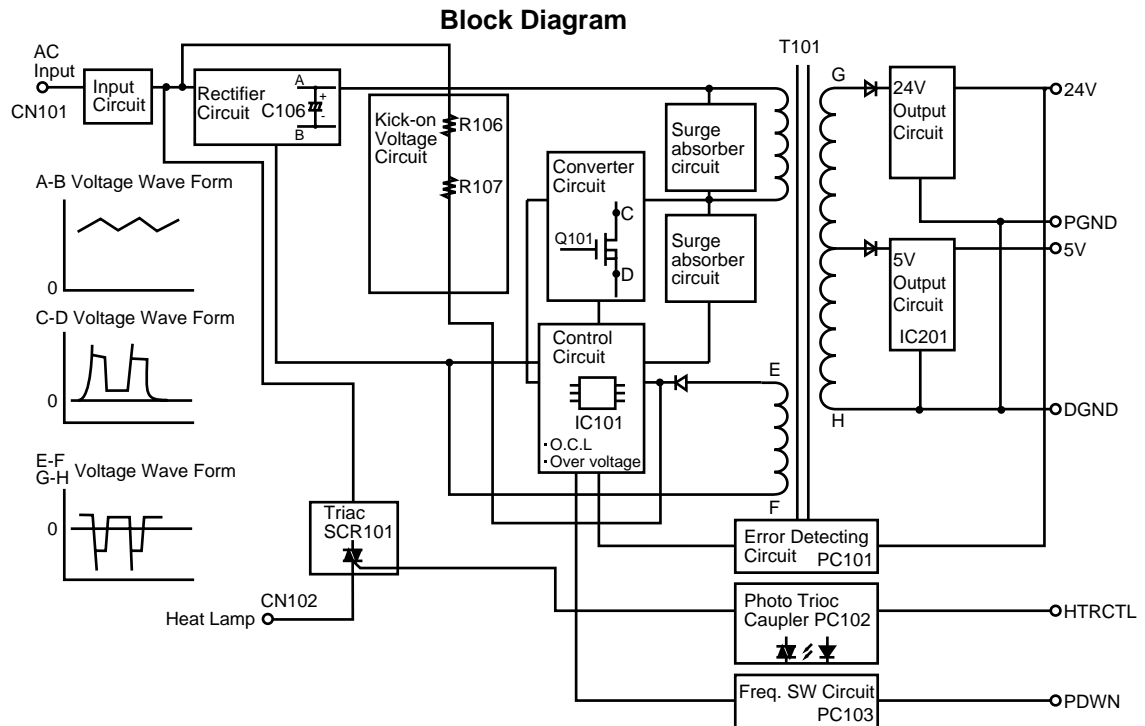 Block Diagram
AC
Input
CN101
Input
Circuit
Rectifier
Circuit
C106
A
+
-
B
Kick-on
Voltage
Circuit
R106
R107
Surge
absorber
circuit
Converter
Circuit
C
Q101
D
Surge
absorber
circuit
Control
Circuit
IC101
· O.C.L
· Over voltage
T101
G
24V
Output
Circuit
24V
PGND
5V
5V
Output
Circuit
IC201
DGND
H
E
F
A-B Voltage Wave Form
0
C-D Voltage Wave Form
0
E-F
G-H Voltage Wave Form
0
Triac
SCR101
CN102
Heat Lamp
Error Detecting
Circuit PC101
Photo Trioc
Caupler PC102
HTRCTL
Freq. SW Circuit
PC103
PDWN